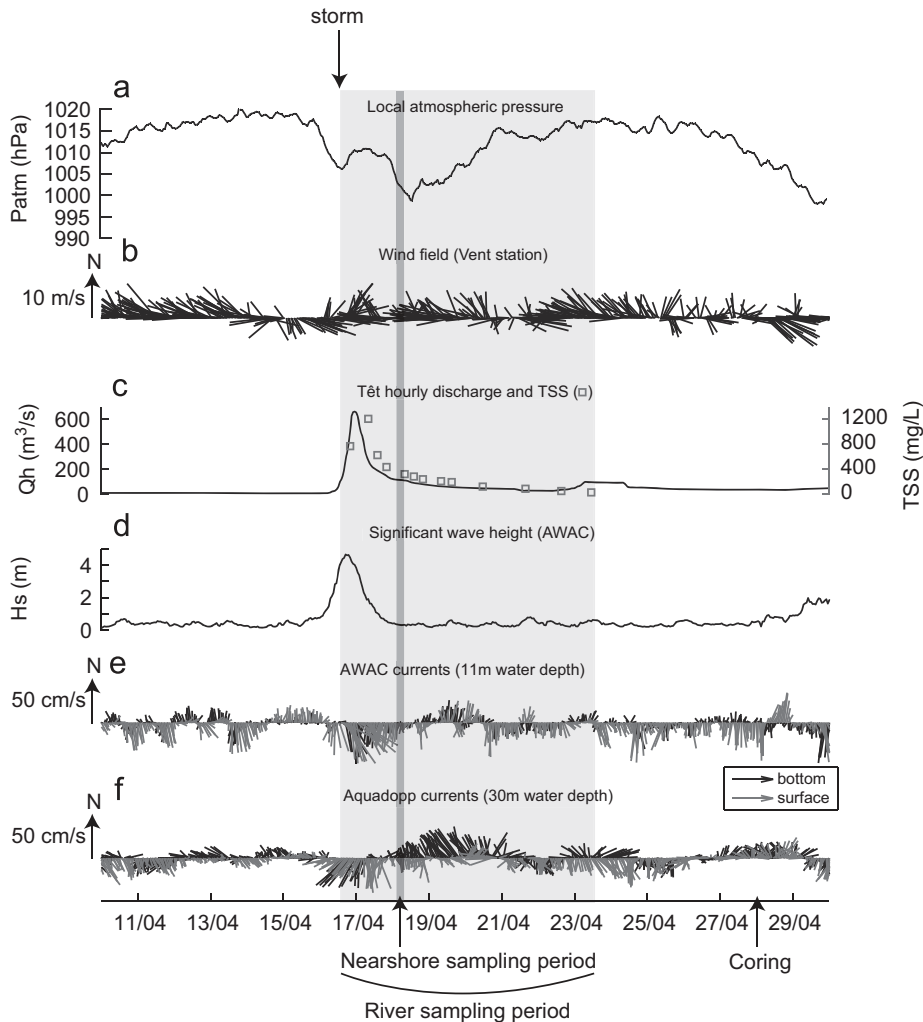 storm
a
Local atmospheric pressure
Patm (hPa)
1020
1015
1010
1005
1000
995
990
b
Wind field (Vent station)
N
10 m/s
c
Têt hourly discharge and TSS (□)
Qh (m³/s)
600
400
200
0
TSS (mg/L)
1200
800
400
0
d
Significant wave height (AWAC)
Hs (m)
4
2
0
e
AWAC currents (11m water depth)
N
50 cm/s
bottom
surface
f
Aquadopp currents (30m water depth)
N
50 cm/s
11/04 13/04 15/04 17/04 19/04 21/04 23/04 25/04 27/04 29/04
Nearshore sampling period
Coring
River sampling period